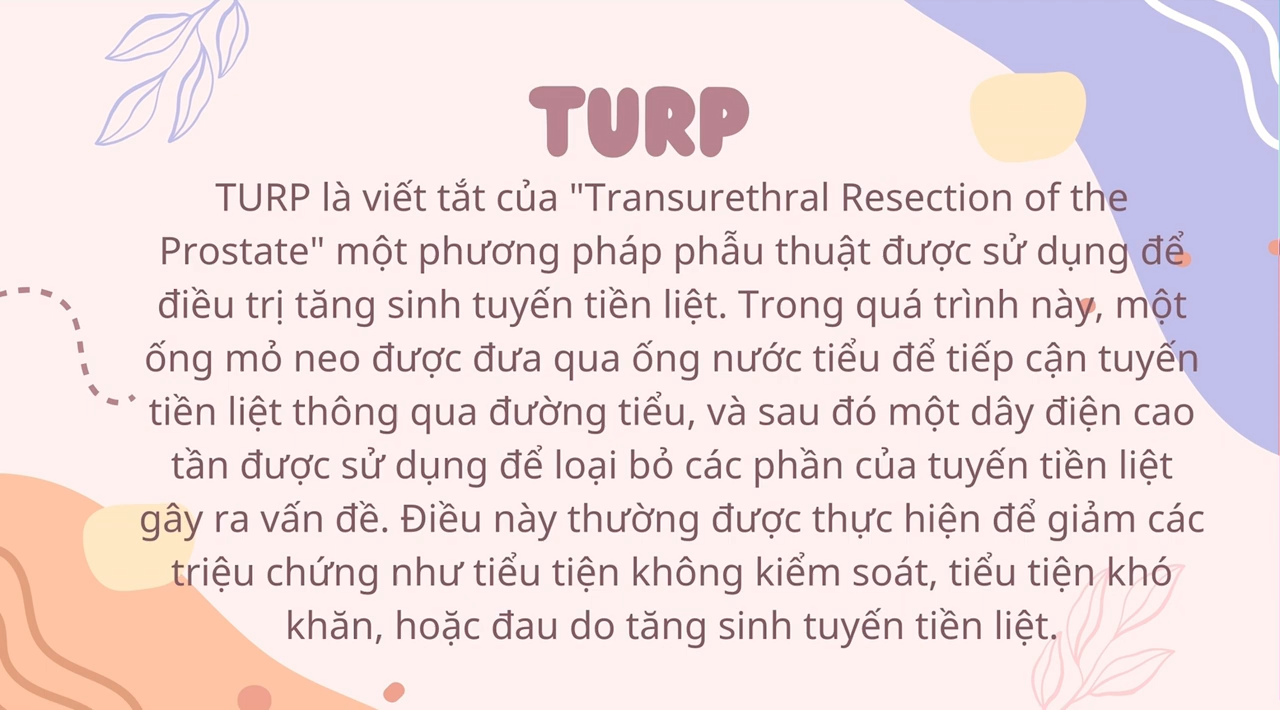 TURP
TURP là viết tắt của "Transurethral Resection of the
Prostate" một phương pháp phẫu thuật được sử dụng để
điều trị tăng sinh tuyến tiền liệt. Trong quá trình này, một
ống mỏ neo được đưa qua ống nước tiểu để tiếp cận tuyến
tiền liệt thông qua đường tiểu, và sau đó một dây điện cao
tần được sử dụng để loại bỏ các phần của tuyến tiền liệt
gây ra vấn đề. Điều này thường được thực hiện để giảm các
triệu chứng như tiểu tiện không kiểm soát, tiểu tiện khó
khăn, hoặc đau do tăng sinh tuyến tiền liệt.